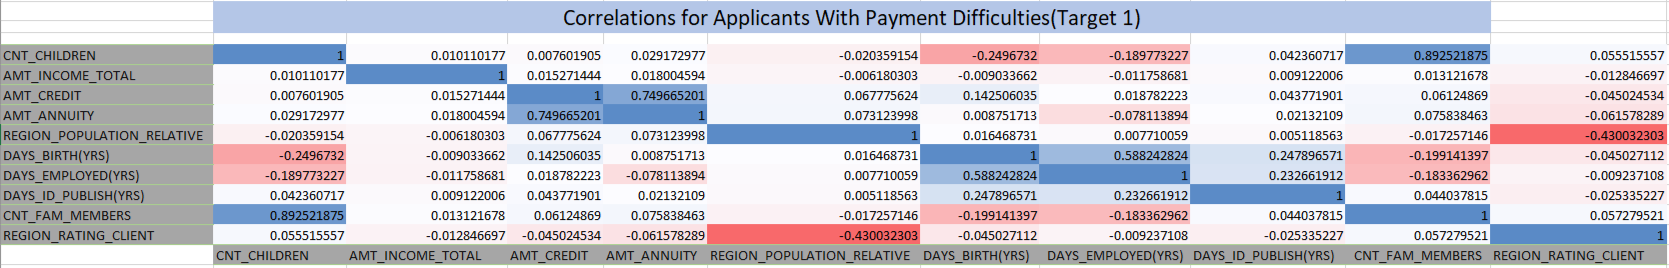 Correlations for Applicants With Payment Difficulties(Target 1)
CNT_CHILDREN 1 0.010110177 0.007601905 0.029172977 -0.020359154 -0.2496732 -0.189773227 0.042360717 0.892521875 0.055515557
AMT_INCOME_TOTAL 0.010110177 1 0.015271444 0.018004594 -0.006180303 -0.009033662 -0.011758681 0.009122006 0.013121678 -0.012846697
AMT_CREDIT 0.007601905 0.015271444 1 0.749665201 0.067775624 0.142506035 0.018782223 0.043771901 0.06124869 -0.045024534
AMT_ANNUITY 0.029172977 0.018004594 0.749665201 1 0.073123998 0.008751713 -0.078113894 0.02132109 0.075838463 -0.061578289
REGION_POPULATION_RELATIVE -0.020359154 -0.006180303 0.067775624 0.073123998 1 0.016468731 0.007710059 0.005118563 -0.017257146 -0.430032303
DAYS_BIRTH(YRS) -0.2496732 -0.009033662 0.142506035 0.008751713 0.016468731 1 0.588242824 0.247896571 -0.199141397 -0.045027112
DAYS_EMPLOYED(YRS) -0.189773227 -0.011758681 0.018782223 -0.078113894 0.007710059 0.588242824 1 0.232661912 -0.183362962 -0.009237108
DAYS_ID_PUBLISH(YRS) 0.042360717 0.009122006 0.043771901 0.02132109 0.005118563 0.247896571 0.232661912 1 0.044037815 -0.025335227
CNT_FAM_MEMBERS 0.892521875 0.013121678 0.06124869 0.075838463 -0.017257146 -0.199141397 -0.183362962 0.044037815 1 0.057279521
REGION_RATING_CLIENT 0.055515557 -0.012846697 -0.045024534 -0.061578289 -0.430032303 -0.045027112 -0.009237108 -0.025335227 0.057279521 1
CNT_CHILDREN AMT_INCOME_TOTAL AMT_CREDIT AMT_ANNUITY REGION_POPULATION_RELATIVE DAYS_BIRTH(YRS) DAYS_EMPLOYED(YRS) DAYS_ID_PUBLISH(YRS) CNT_FAM_MEMBERS REGION_RATING_CLIENT